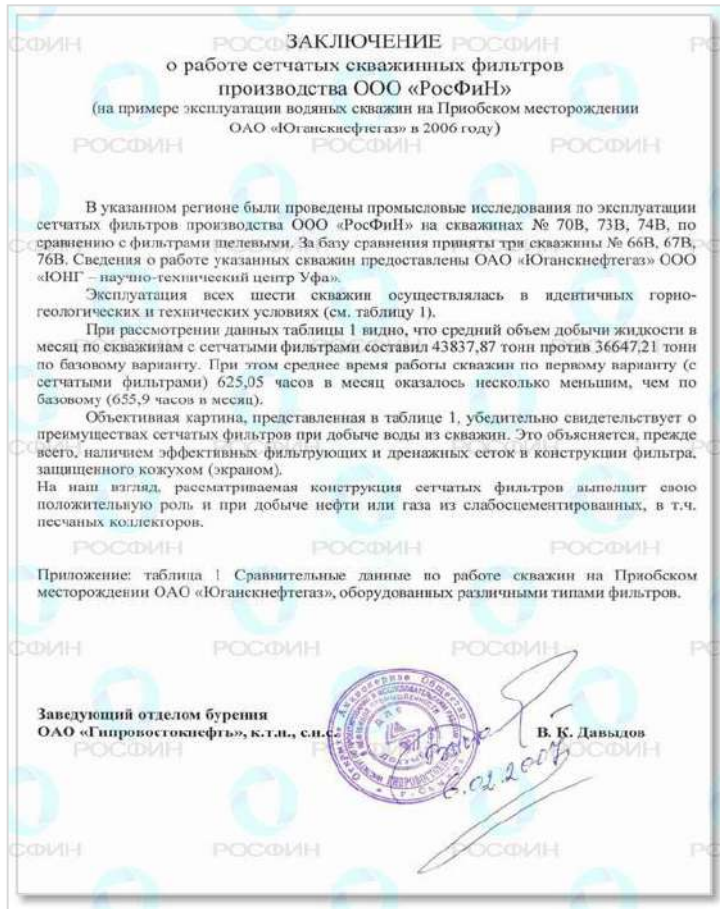 ЗАКЛЮЧЕНИЕ
о работе сетчатых скважинных фильтров
производства ООО «РосФиН»
(на примере эксплуатации водяных скважин на Приобском месторождении
ОАО «Юганскнефтегаз» в 2006 году)
В указанном регионе были проведены промысловые исследования по эксплуатации
сетчатых фильтров производства ООО «РосФиН» на скважинах № 70В, 73В, 74В, по
сравнению с фильтрами щелевыми. За базу сравнения приняты три скважины № 66В, 67В,
76В. Сведения о работе указанных скважин предоставлены ОАО «Юганскнефтегаз» ООО
«ЮНГ – научно-технический центр Уфа».
Эксплуатация всех шести скважин осуществлялась в идентичных горно-
геологических и технических условиях (см. таблицу 1).
При рассмотрении данных таблицы 1 видно, что средний объем добычи жидкости в
месяц по скважинам с сетчатыми фильтрами составил 43837,87 тонн против 36647,21 тонн
по базовому варианту. При этом среднее время работы скважин по первому варианту (с
сетчатыми фильтрами) 625,05 часов в месяц оказалось несколько меньшим, чем по
базовому (655,9 часов в месяц).
Объективная картина, представленная в таблице 1, убедительно свидетельствует о
преимуществах сетчатых фильтров при добыче воды из скважин. Это объясняется, прежде
всего, наличием эффективных фильтрующих и дренажных сеток в конструкции фильтра,
защищенного кожухом (экраном).
На наш взгляд, рассматриваемая конструкция сетчатых фильтров выполнит свою
положительную роль и при добыче нефти или газа из слабосцементированных, в т.ч.
песчаных коллекторов.
Приложение: таблица 1 Сравнительные данные по работе скважин на Приобском
месторождении ОАО «Юганскнефтегаз», оборудованных различными типами фильтров.
Заведующий отделом бурения
ОАО «Гипровостокнефть», к.т.н., с.н.с.
В. К. Давыдов
6.02.2007
РОСФИН